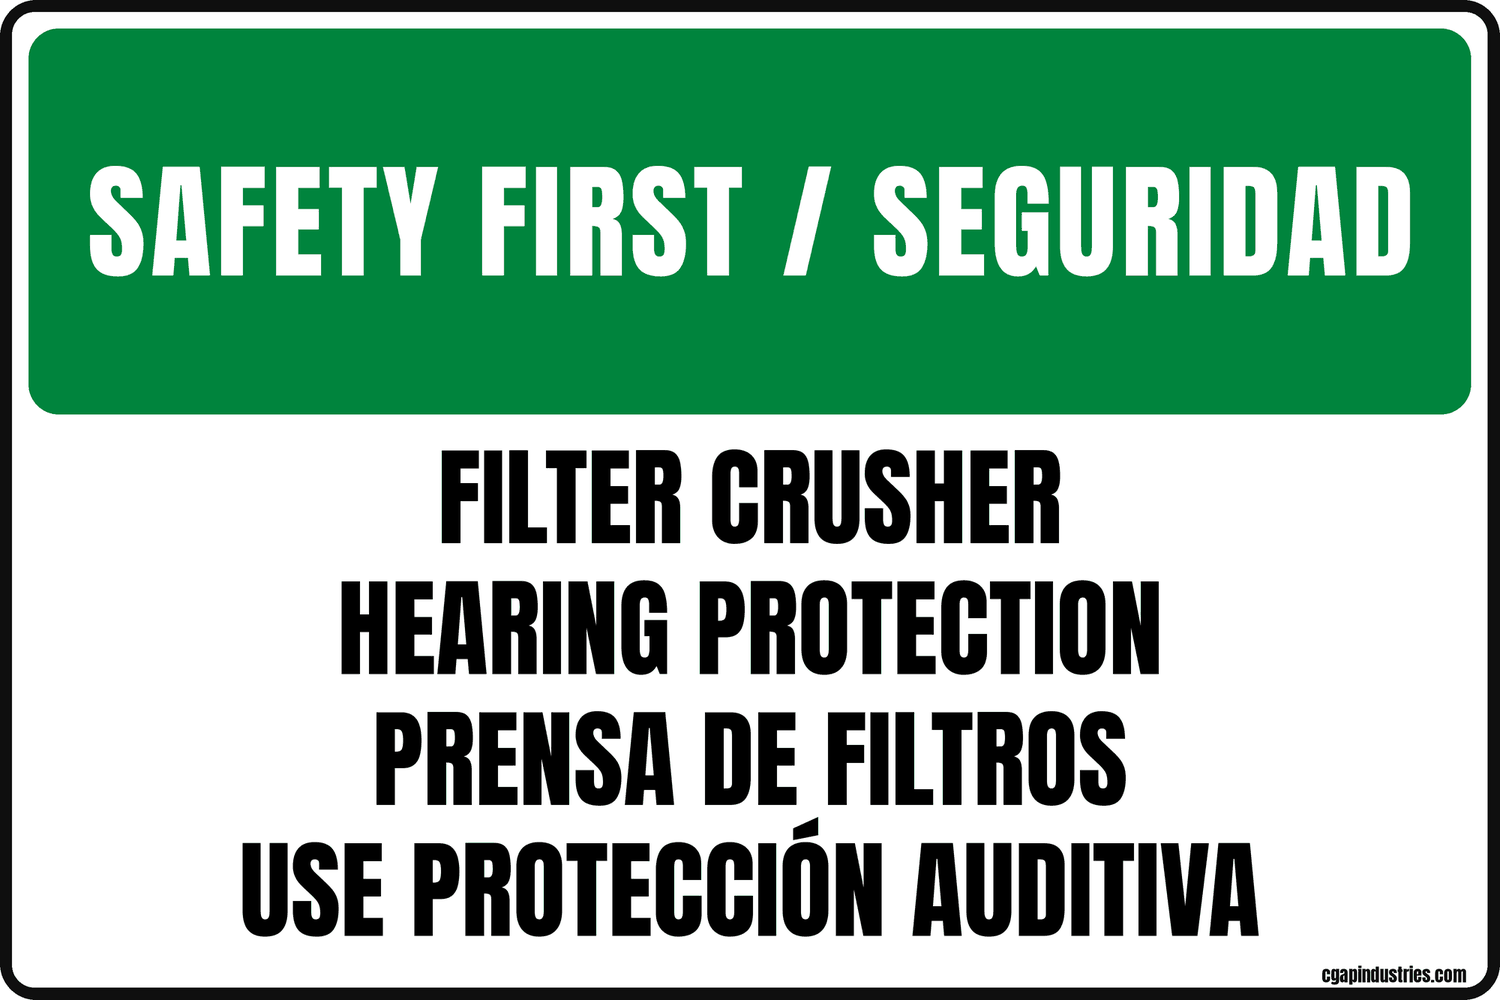 SAFETY FIRST / SEGURIDAD
FILTER CRUSHER
HEARING PROTECTION
PRENSA DE FILTROS
USE PROTECCIÓN AUDITIVA
cgapindustries.com